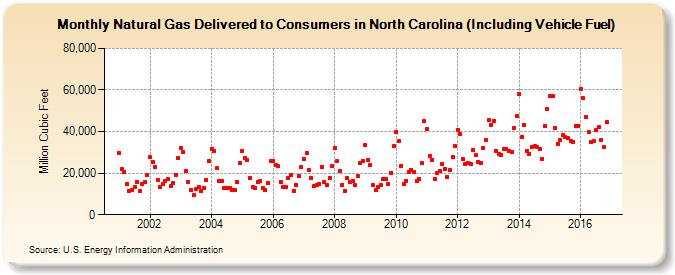 Monthly Natural Gas Delivered to Consumers in North Carolina (Including Vehicle Fuel)
Million Cubic Feet
80,000
60,000
40,000
20,000
0
2002 2004 2006 2008 2010 2012 2014 2016
Source: U.S. Energy Information Administration